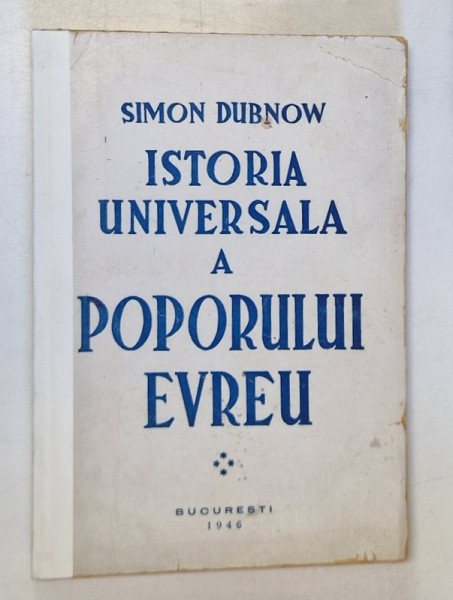 SIMON DUBNOW
ISTORIA
UNIVERSALA
A
POPORULUI
EVREU
BUCURESTI
1946